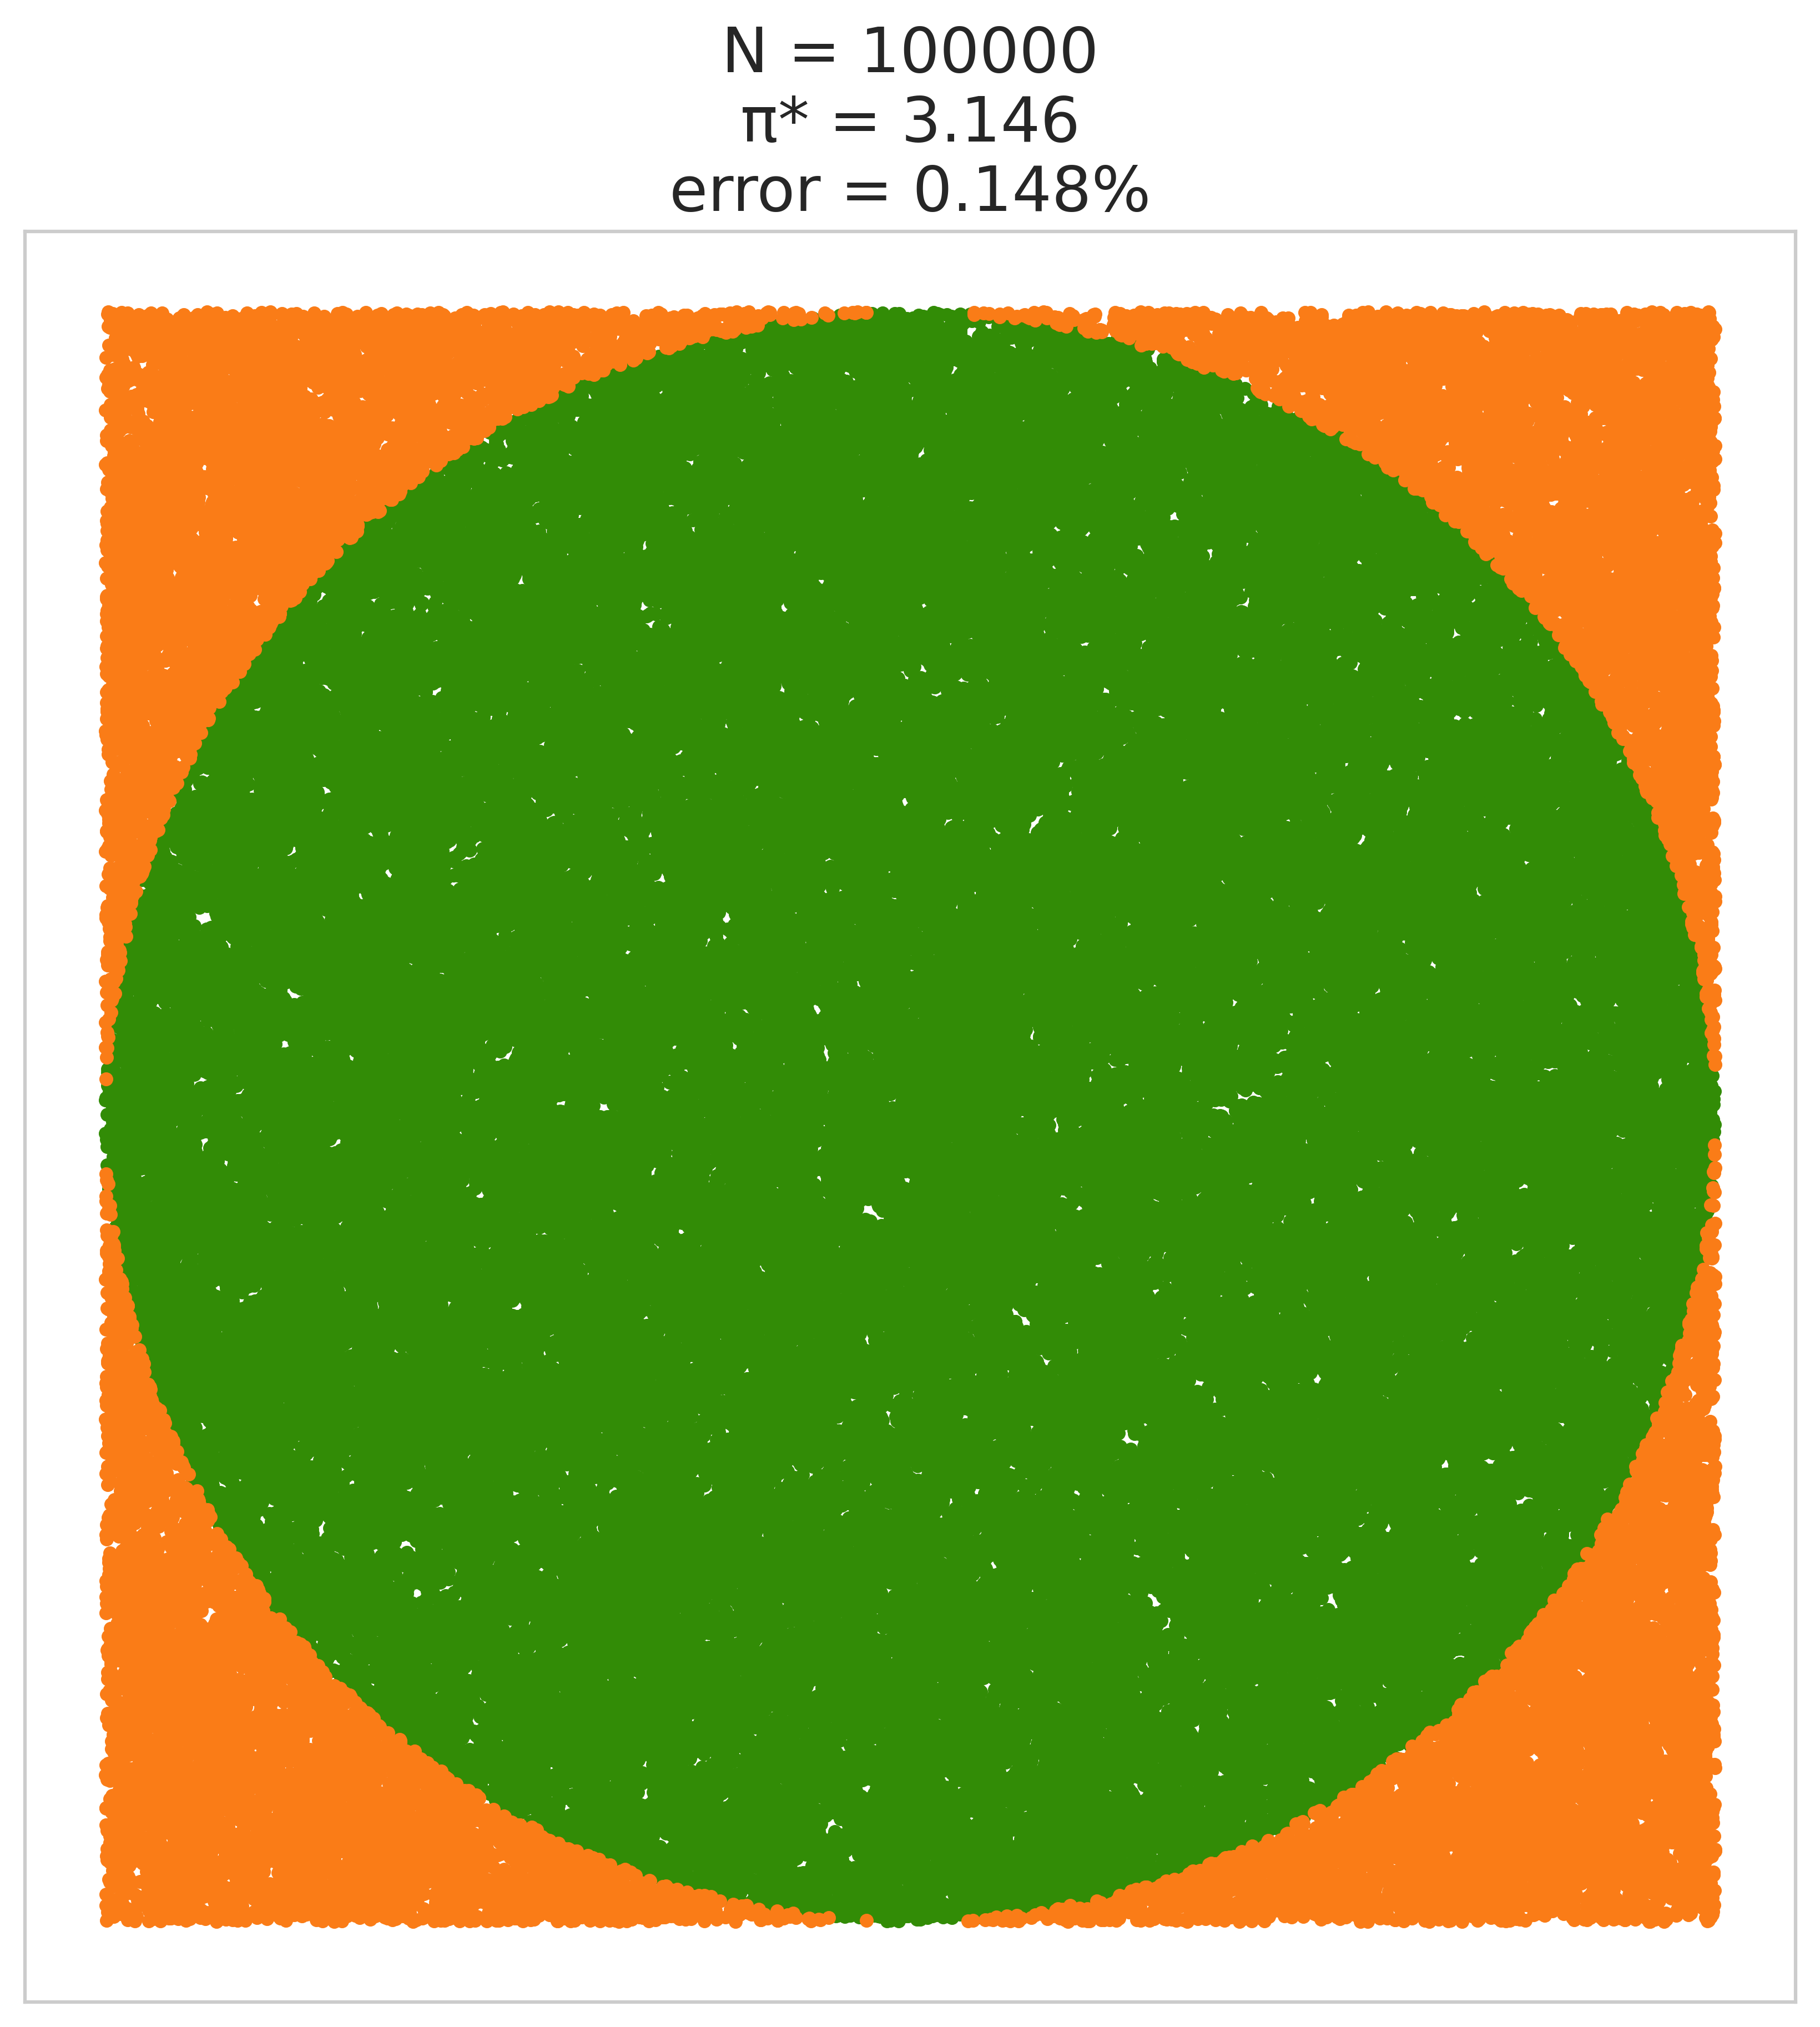 N = 100000
π* = 3.146
error = 0.148%